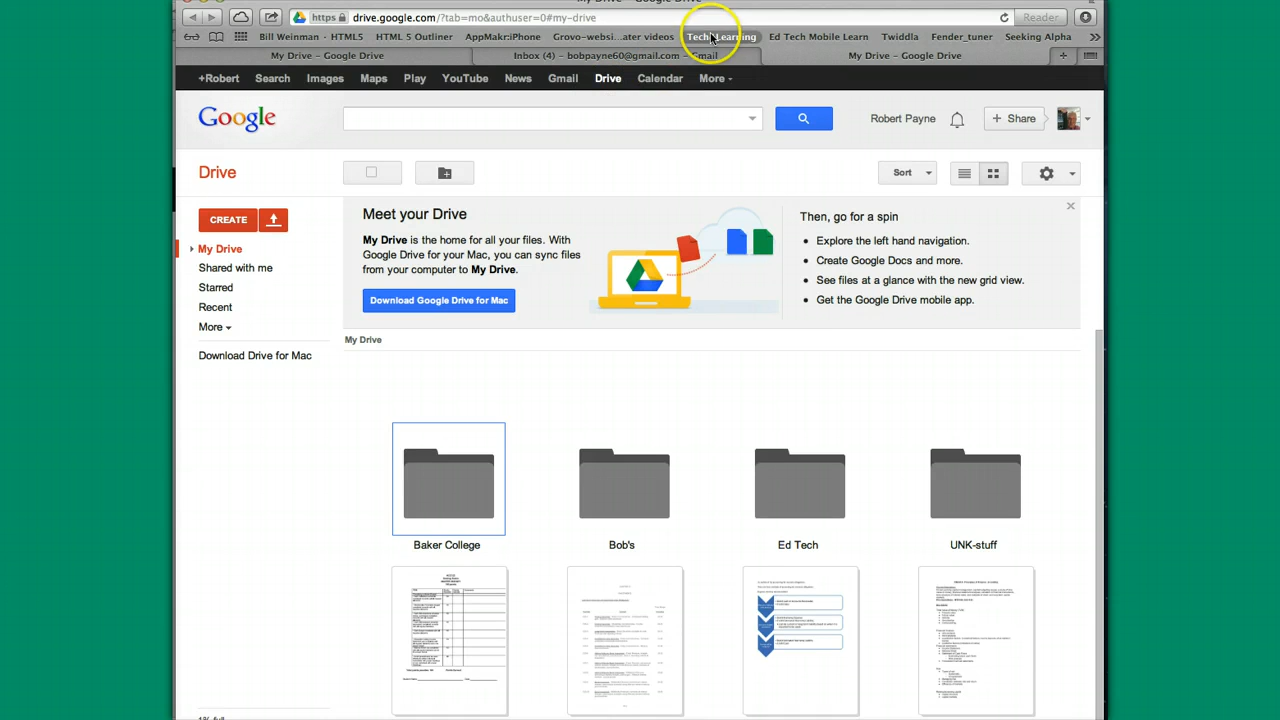 My Drive - Google Drive
https drive.google.com/?tab=mo&authuser=0#my-drive Reader
Bill Weinman - HTML5 HTML 5 Outliner AppMakriPhone Grovo-websi...ater videos Tech Learning Ed Tech Mobile Learn Twiddla Fender_tuner Seeking Alpha
My Drive – Google Drive Inbox (4) – bobpayne60@gmail.com – Gmail My Drive – Google Drive
+Robert Search Images Maps Play YouTube News Gmail Drive Calendar More
Google Robert Payne + Share
Drive Sort
CREATE
My Drive
Shared with me
Starred
Recent
More
Download Drive for Mac
Meet your Drive
My Drive is the home for all your files. With
Google Drive for your Mac, you can sync files
from your computer to My Drive.
Download Google Drive for Mac
Then, go for a spin
Explore the left hand navigation.
Create Google Docs and more.
See files at a glance with the new grid view.
Get the Google Drive mobile app.
My Drive
Baker College Bob's Ed Tech UNK-stuff